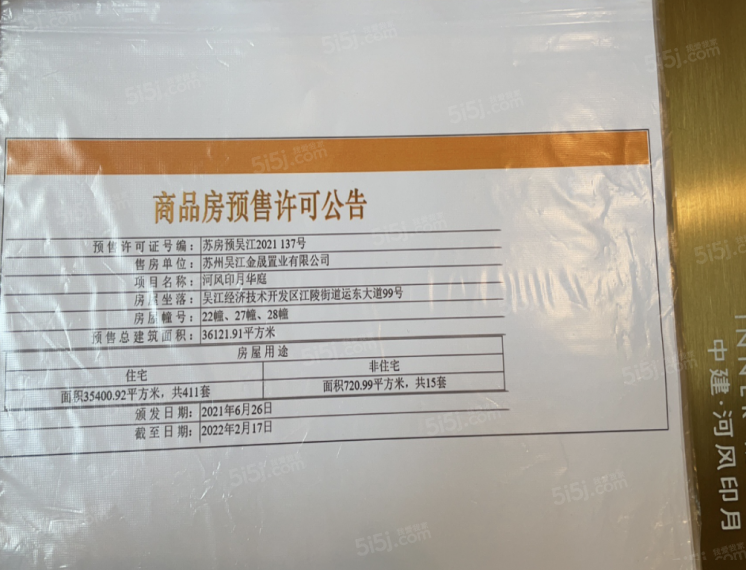 商品房预售许可公告
预售许可证号编：苏房预吴江2021 137号
售房单位：苏州吴江金晟置业有限公司
项目名称：河风印月华庭
房屋坐落：吴江经济技术开发区江陵街道运东大道99号
房屋幢号：22幢、27幢、28幢
预售总建筑面积：36121.91平方米
房屋用途
住宅 非住宅
面积35400.92平方米，共411套 面积720.99平方米，共15套
颁发日期：2021年6月26日
截至日期：2022年2月17日
中建·河风印月
5i5j.com